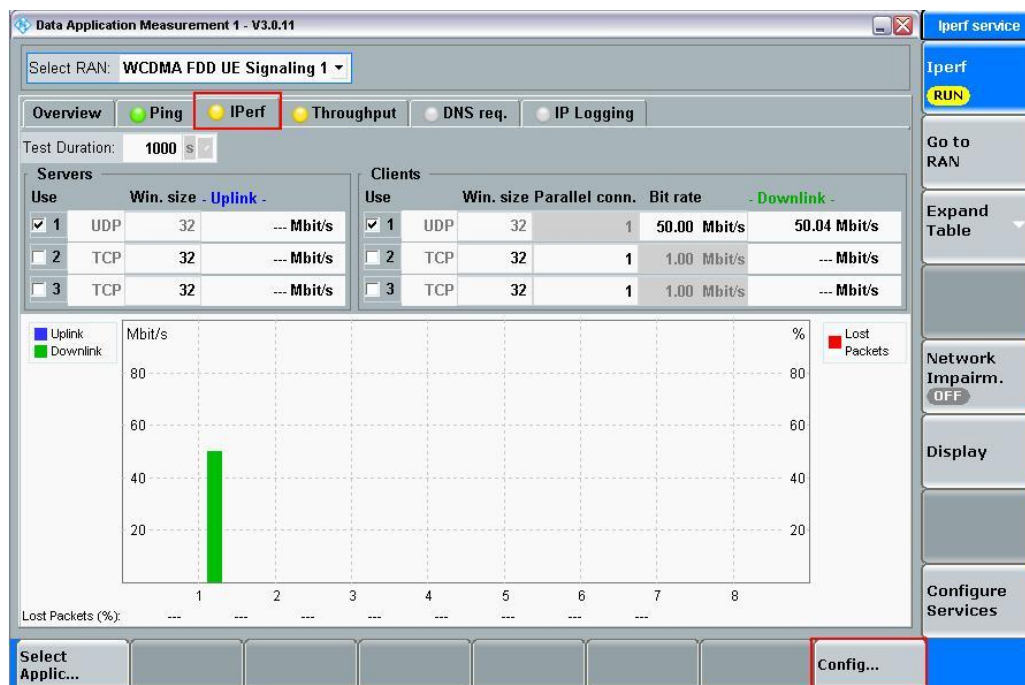 Data Application Measurement 1 - V3.0.11
Iperf service
Select RAN: WCDMA FDD UE Signaling 1
Iperf
RUN
Overview Ping IPerf Throughput DNS req. IP Logging
Test Duration: 1000 s
Go to
RAN
Servers Clients
Use Win. size - Uplink - Use Win. size Parallel conn. Bit rate - Downlink -
1 UDP 32 --- Mbit/s 1 UDP 32 1 50.00 Mbit/s 50.04 Mbit/s
2 TCP 32 --- Mbit/s 2 TCP 32 1 1.00 Mbit/s --- Mbit/s
3 TCP 32 --- Mbit/s 3 TCP 32 1 1.00 Mbit/s --- Mbit/s
Expand
Table
Uplink
Downlink
Mbit/s
%
Lost
Packets
80 80
60 60
40 40
20 20
1 2 3 4 5 6 7 8
Lost Packets (%): --- --- --- --- --- --- --- ---
Network
Impairm.
OFF
Display
Configure
Services
Select
Applic...
Config...